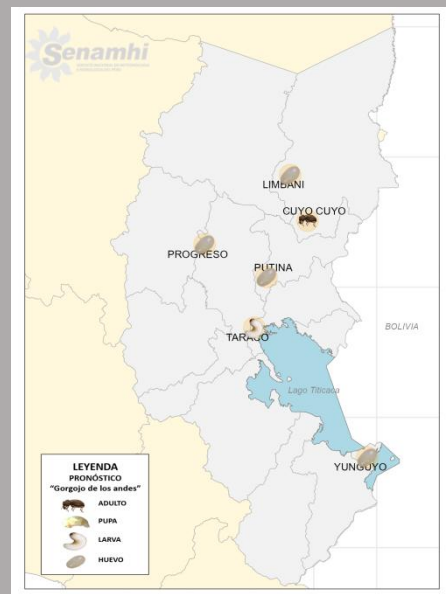 Senamhi
LIMBANI
CUYO CUYO
PROGRESO
PUTINA
TARACO
BOLIVIA
Lago Titicaca
YUNGUYO
LEYENDA
PRONÓSTICO
"Gorgojo de los andes"
ADULTO
PUPA
LARVA
HUEVO